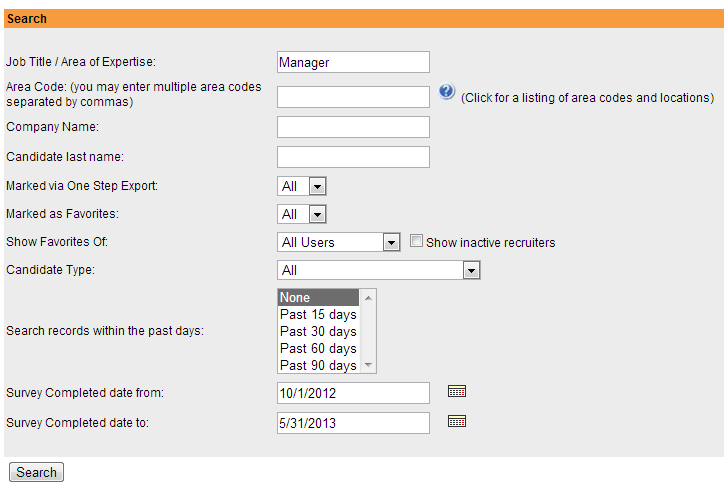 Search
Job Title / Area of Expertise: Manager
Area Code: (you may enter multiple area codes
separated by commas) ? (Click for a listing of area codes and locations)
Company Name:
Candidate last name:
Marked via One Step Export: All
Marked as Favorites: All
Show Favorites Of: All Users Show inactive recruiters
Candidate Type: All
None
Past 15 days
Search records within the past days: Past 30 days
Past 60 days
Past 90 days
Survey Completed date from: 10/1/2012
Survey Completed date to: 5/31/2013
Search